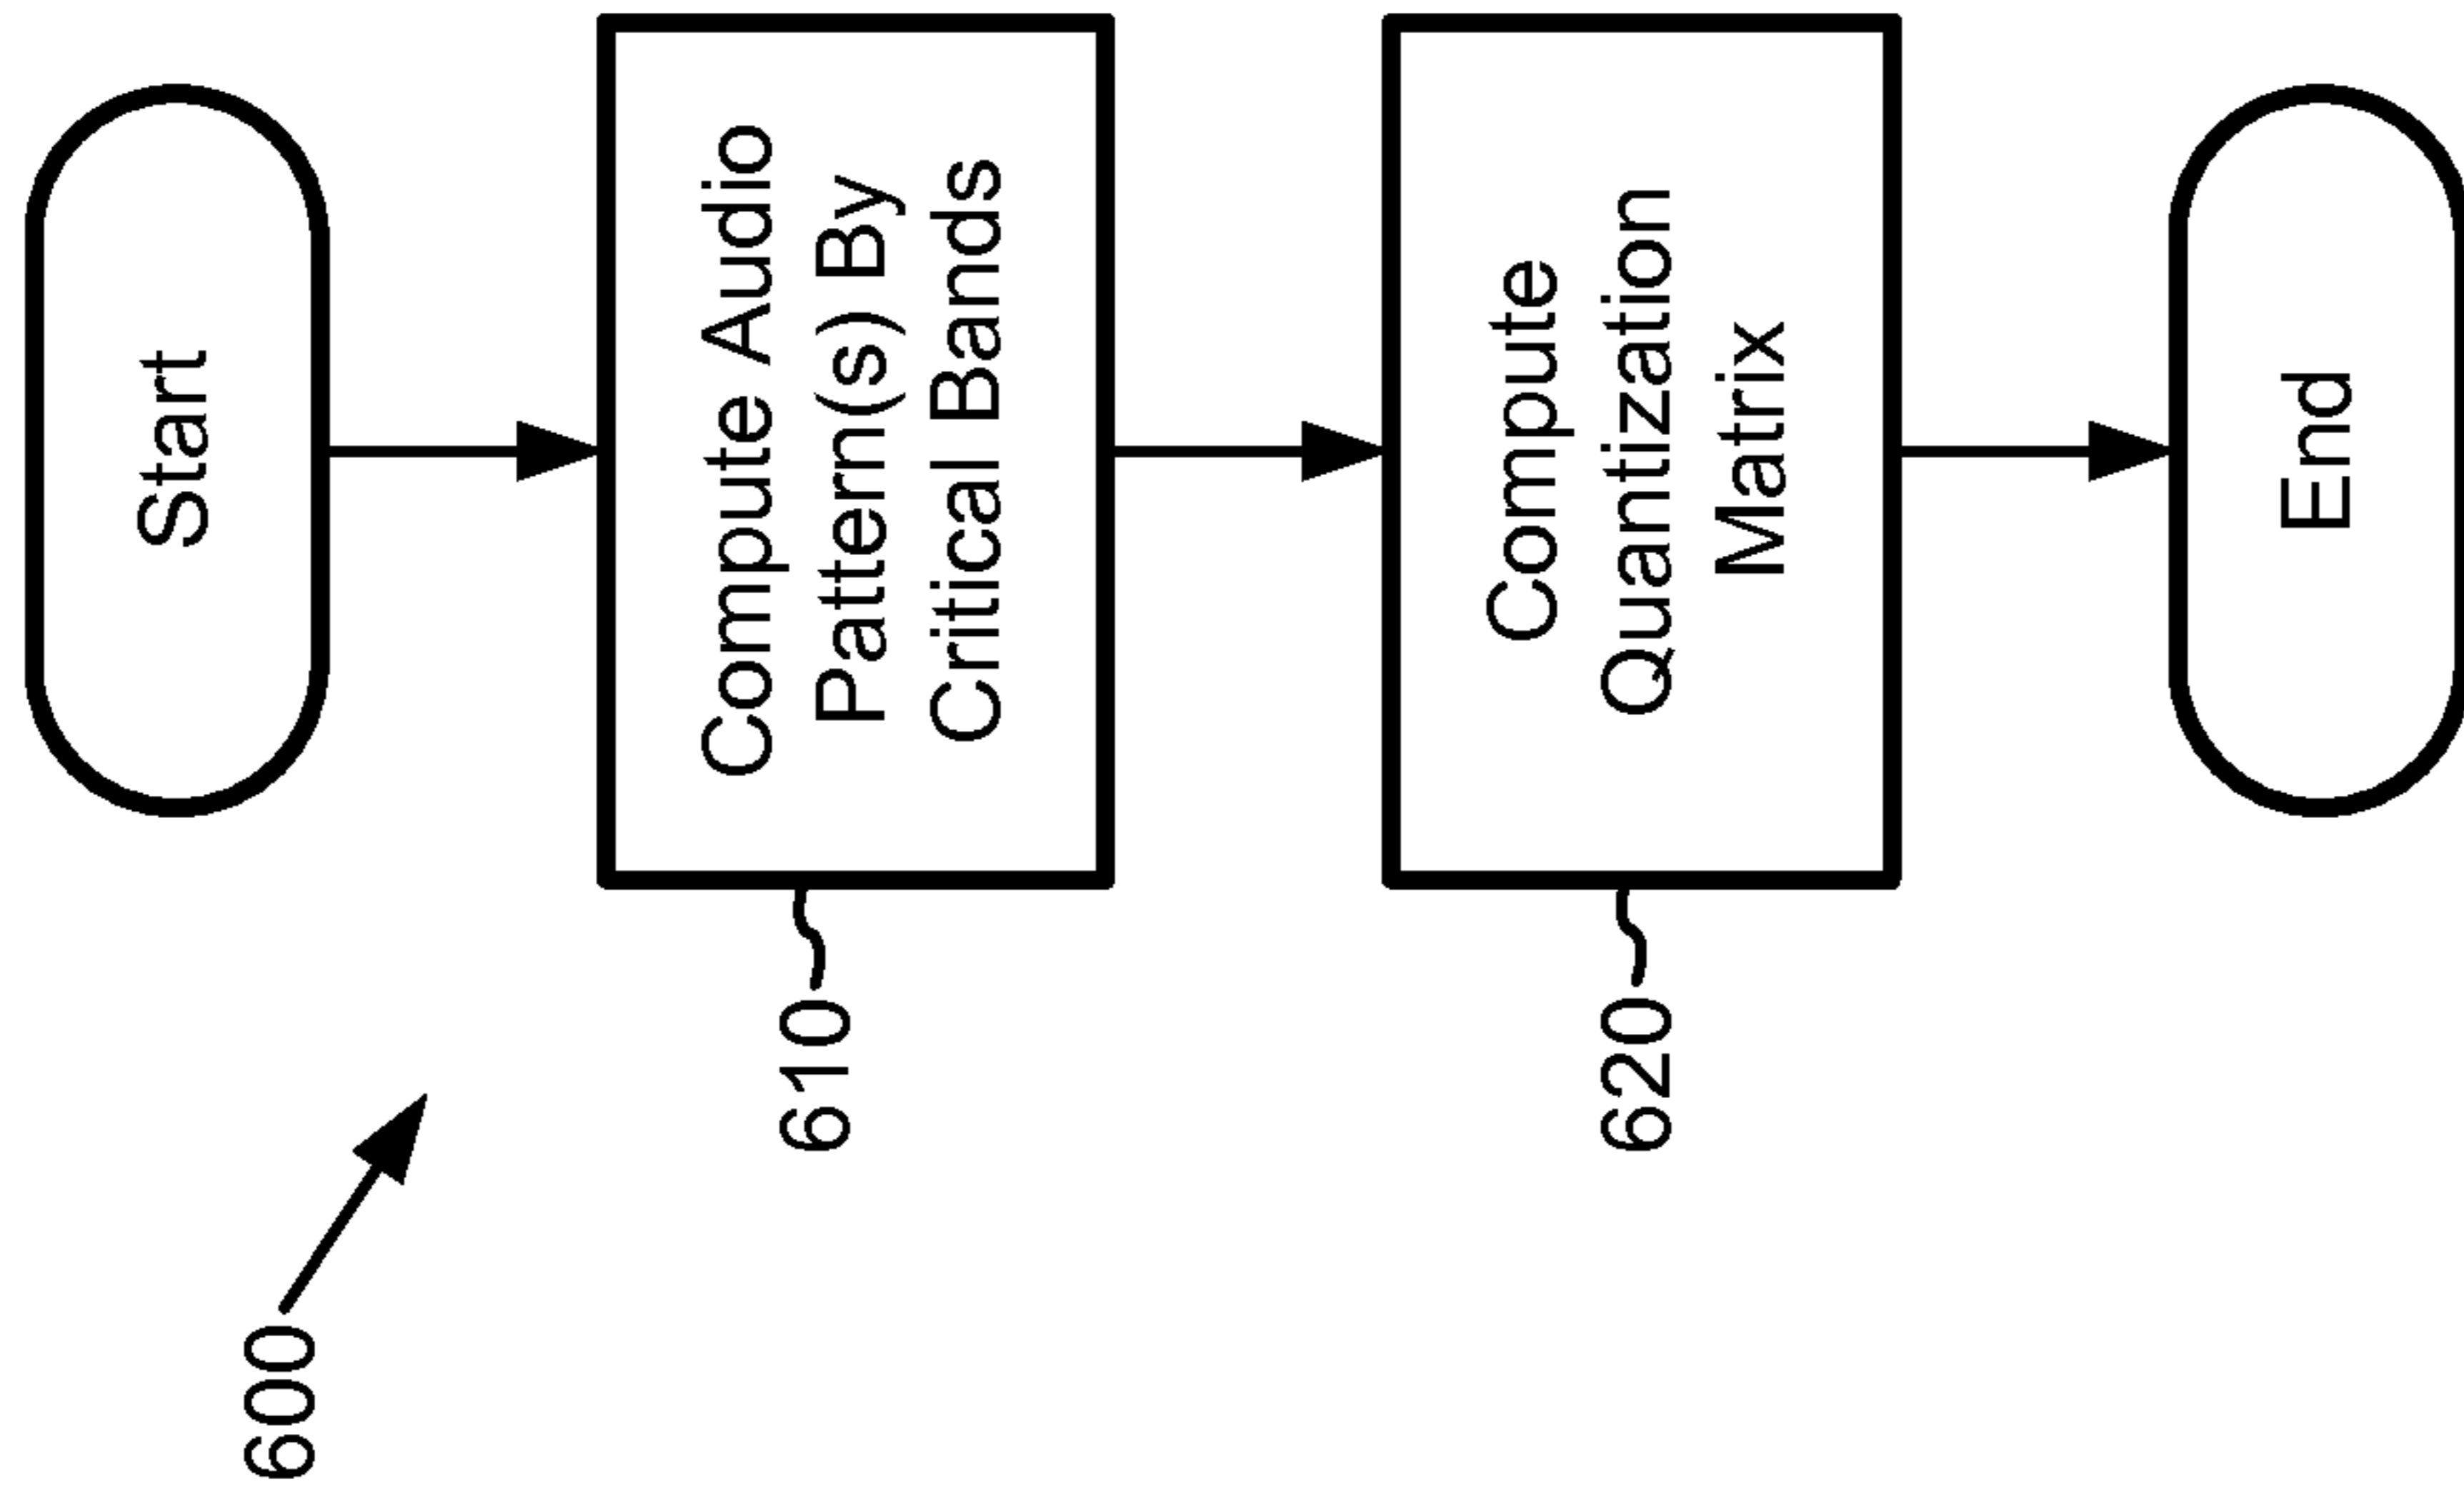 600
Start
610
Compute Audio
Pattern(s) By
Critical Bands
620
Compute
Quantization
Matrix
End